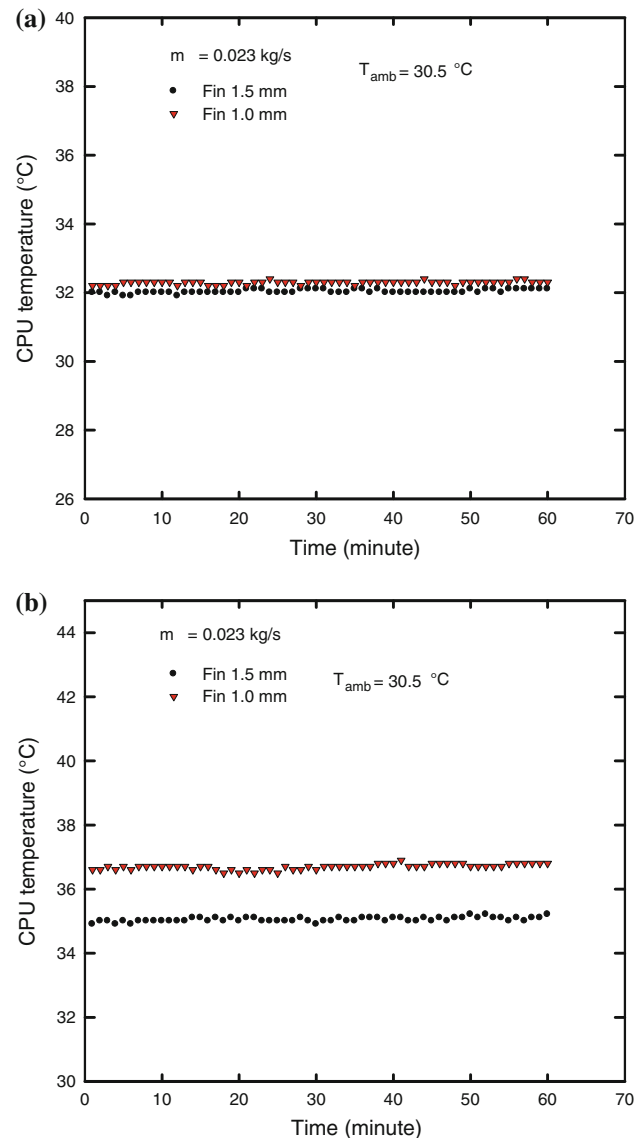 (a)
40
38
36
34
32
30
28
26
CPU temperature (°C)
m = 0.023 kg/s
T_amb = 30.5 °C
Fin 1.5 mm
Fin 1.0 mm
0 10 20 30 40 50 60 70
Time (minute)
(b)
44
42
40
38
36
34
32
30
CPU temperature (°C)
m = 0.023 kg/s
Fin 1.5 mm
T_amb = 30.5 °C
Fin 1.0 mm
0 10 20 30 40 50 60 70
Time (minute)